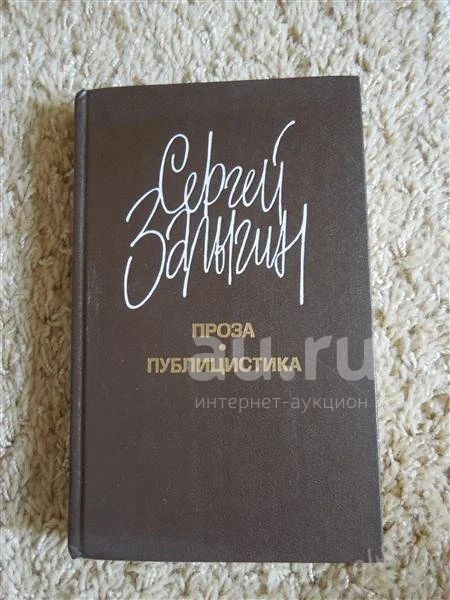 Сергей
Залыгин
ПРОЗА
ПУБЛИЦИСТИКА
au.ru
интернет-аукцион